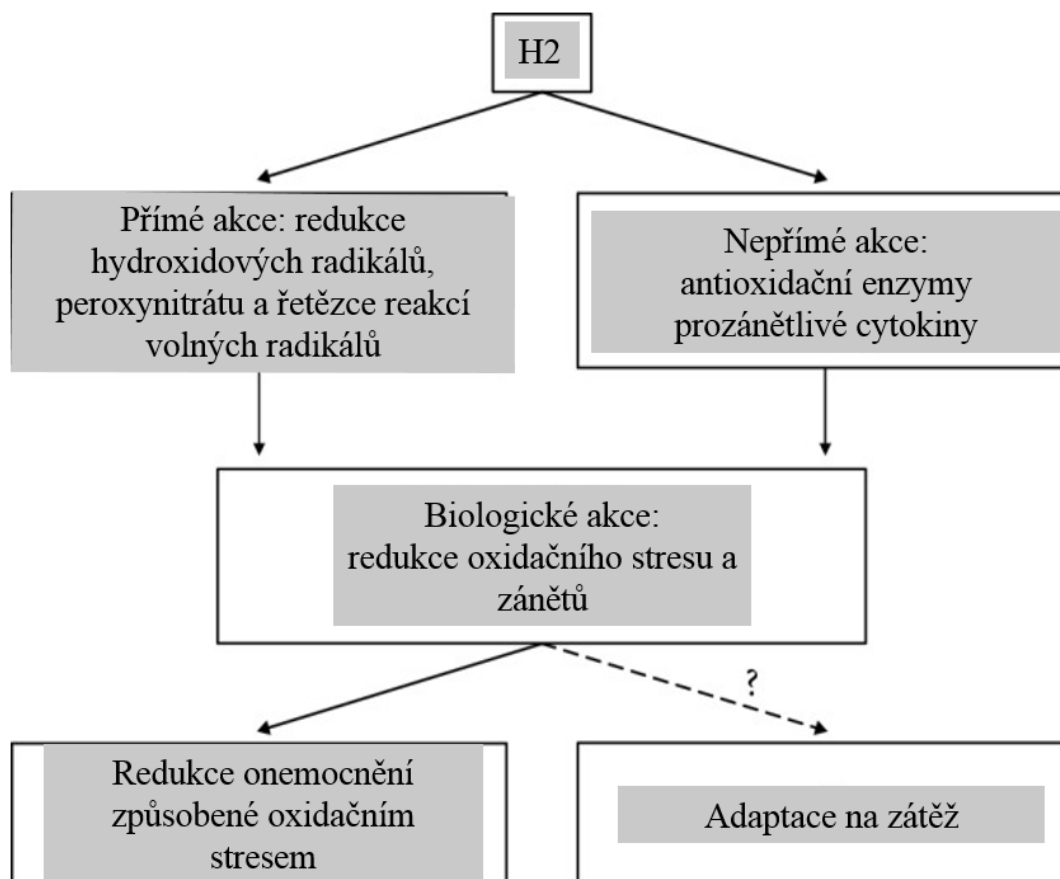 H2
Přímé akce: redukce
hydroxidových radikálů,
peroxynitrátu a řetězce reakcí
volných radikálů
Nepřímé akce:
antioxidační enzymy
prozánětlivé cytokiny
Biologické akce:
redukce oxidačního stresu a
zánětů
?
Redukce onemocnění
způsobené oxidačním
stresem
Adaptace na zátěž